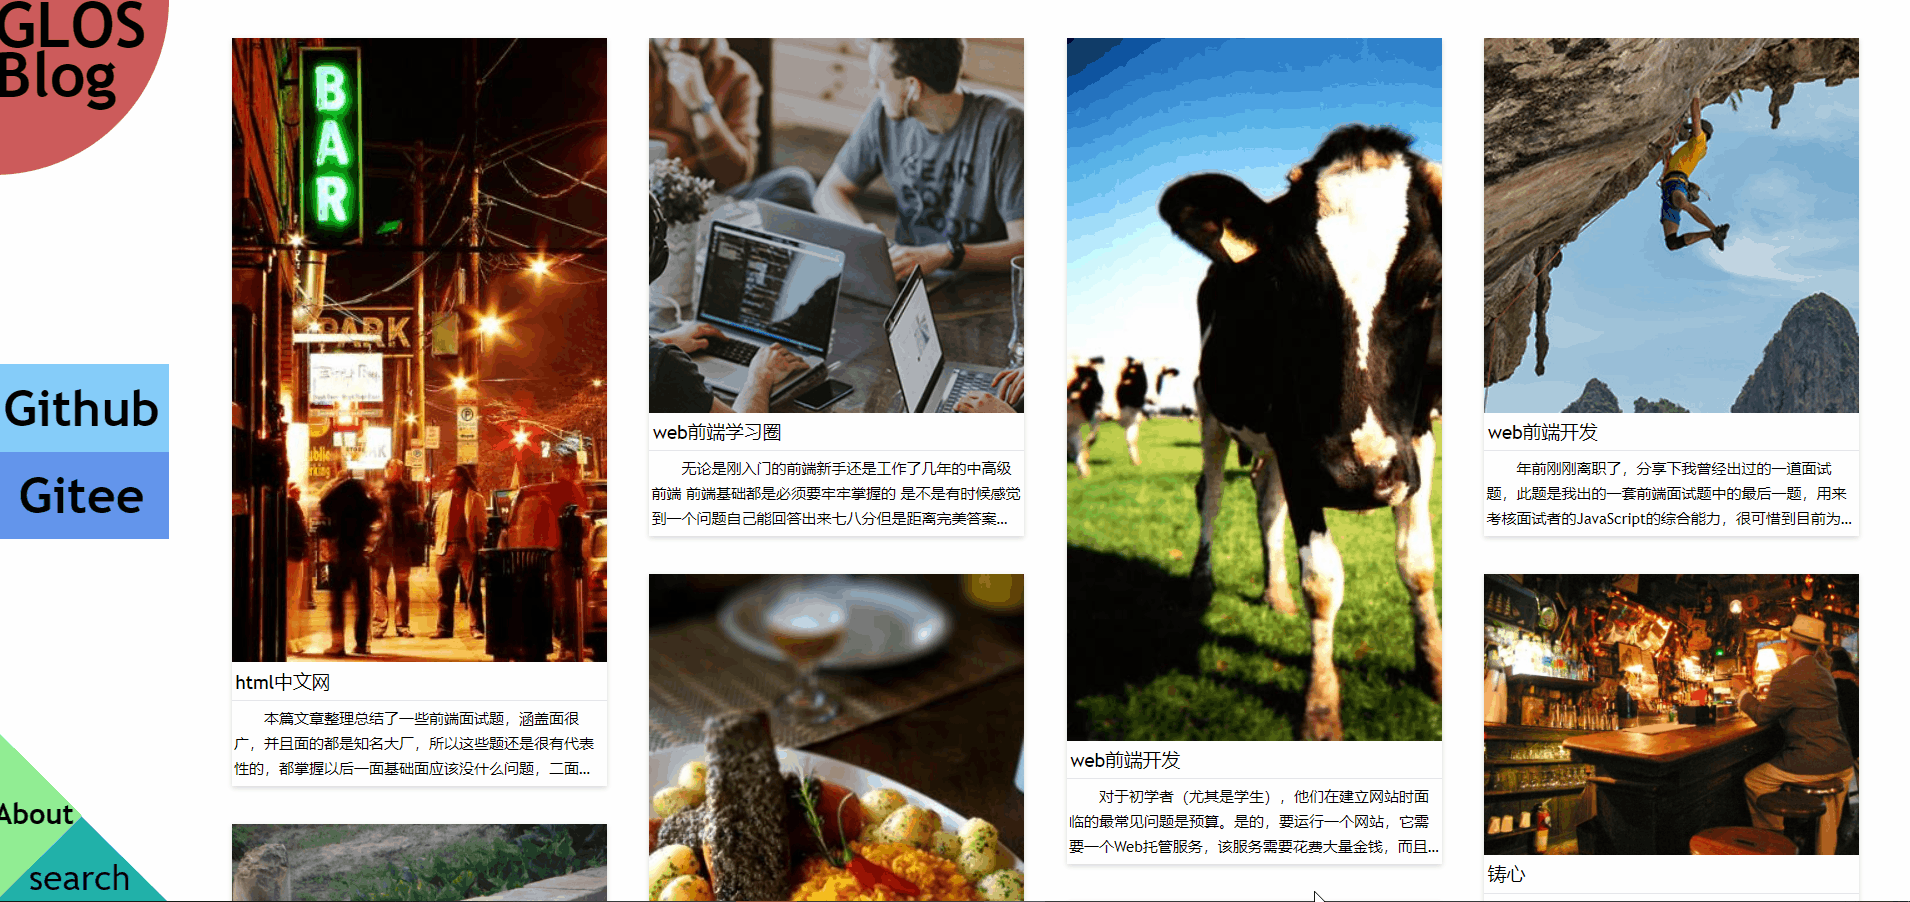 GLOS
Blog
Github
Gitee
About
search
BAR
PARK
html中文网
本篇文章整理总结了一些前端面试题，涵盖面很
广，并且面的都是知名大厂，所以这些题还是很有代表
性的，都掌握以后一面基础面应该没什么问题，二面...
web前端学习圈
无论是刚入门的前端新手还是工作了几年的中高级
前端 前端基础都是必须要牢牢掌握的 是不是有时候感觉
到一个问题自己能回答出来七八分但是距离完美答案...
web前端开发
对于初学者（尤其是学生），他们在建立网站时面
临的最常见问题是预算。是的，要运行一个网站，它需
要一个Web托管服务，该服务需要花费大量金钱，而且...
web前端开发
年前刚刚离职了，分享下我曾经出过的一道面试
题，此题是我出的一套前端面试题中的最后一题，用来
考核面试者的JavaScript的综合能力，很可惜到目前为...
铸心